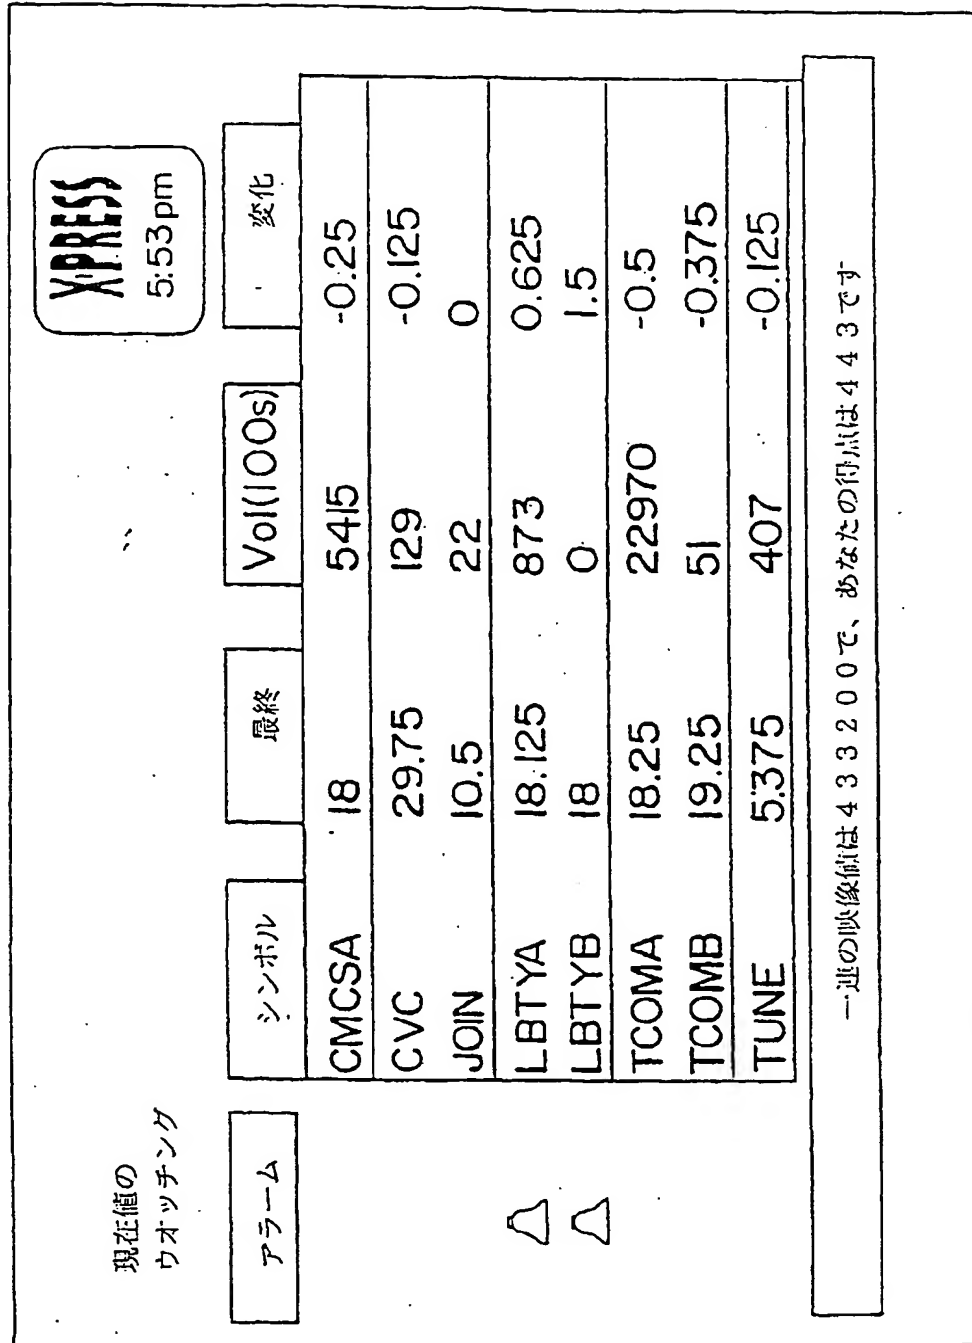 現在値の
ウオッチング
X·PRESS
5:53pm
アラーム シンボル 最終 Vol(100s) 変化
CMCSA 18 5415 -0.25
CVC 29.75 129 -0.125
JOIN 10.5 22 0
LBTYA 18.125 873 0.625
LBTYB 18 0 1.5
TCOMA 18.25 22970 -0.5
TCOMB 19.25 51 -0.375
TUNE 5.375 407 -0.125
一連の映像値は433200で、あなたの得点は443です